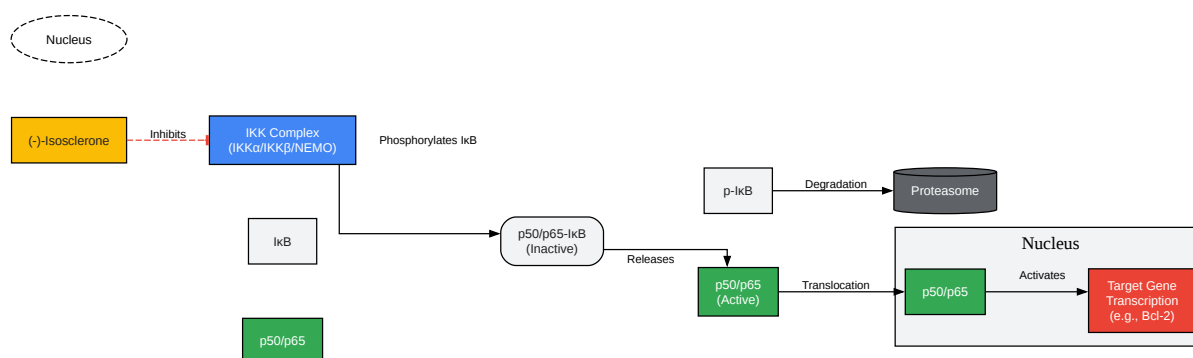 Nucleus
(-)-Isosclerone
Inhibits
IKK Complex
(IKKα/IKKβ/NEMO)
Phosphorylates IκB
p-IκB
Degradation
Proteasome
IκB
p50/p65-IκB
(Inactive)
Releases
p50/p65
(Active)
Translocation
Nucleus
p50/p65
Activates
Target Gene
Transcription
(e.g., Bcl-2)
p50/p65